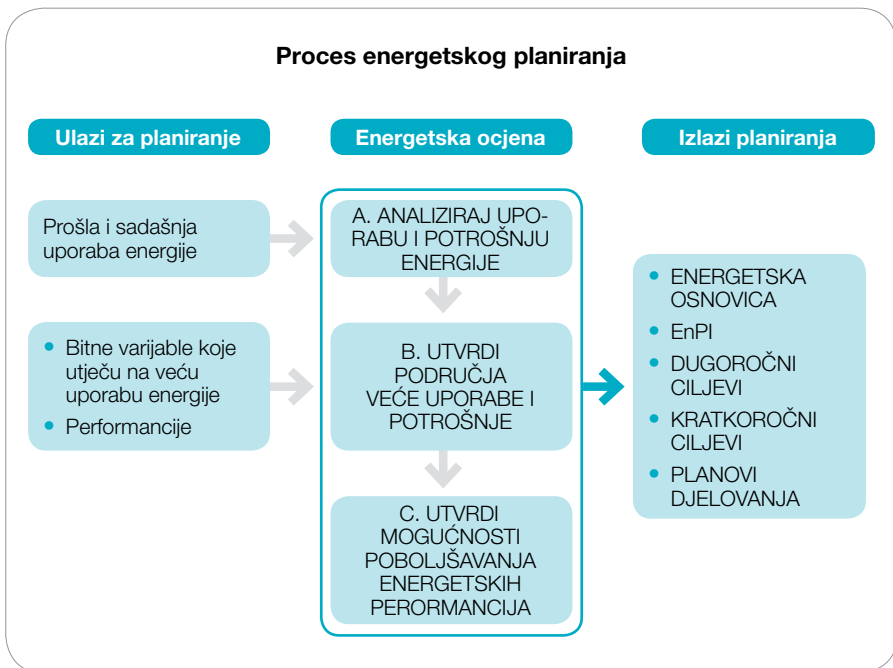 Proces energetskog planiranja
Ulazi za planiranje
Prošla i sadašnja
uporaba energije
• Bitne varijable koje
utječu na veću
uporabu energije
• Performancije
Energetska ocjena
A. ANALIZIRAJ UPO-
RABU I POTROŠNJU
ENERGIJE
B. UTVRDI
PODRUČJA
VEĆE UPORABE I
POTROŠNJE
C. UTVRDI
MOGUĆNOSTI
POBOLJŠAVANJA
ENERGETSKIH
PERORMANCIJA
Izlazi planiranja
• ENERGETSKA
OSNOVICA
• EnPI
• DUGOROČNI
CILJEVI
• KRATKOROČNI
CILJEVI
• PLANOVI
DJELOVANJA